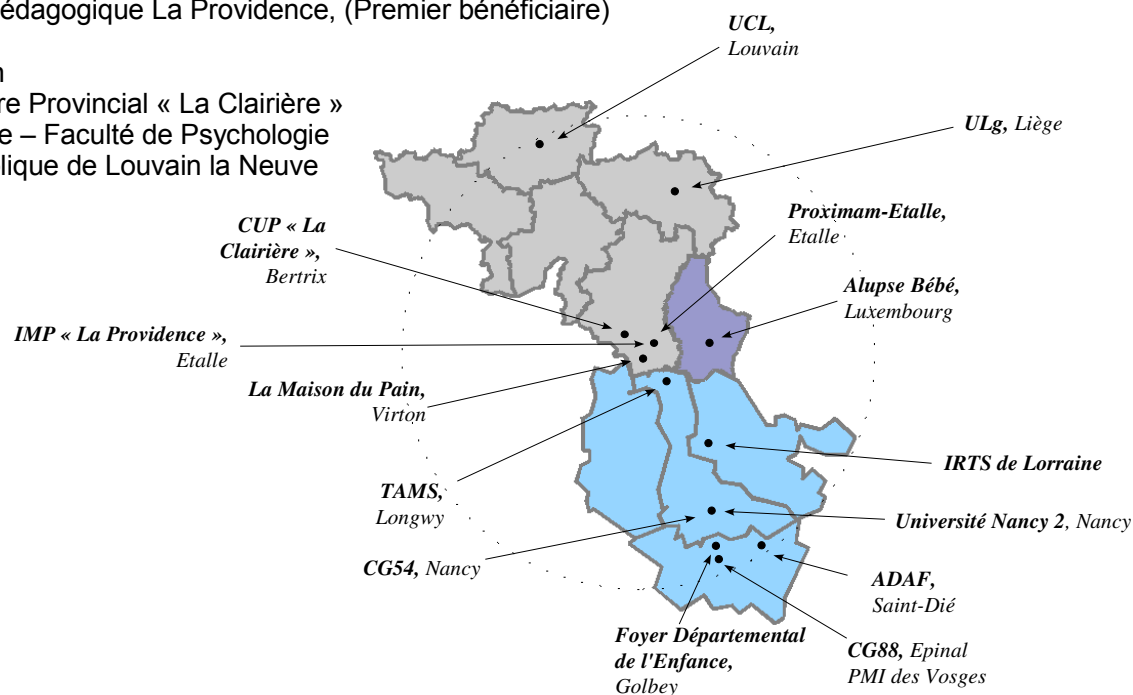 édagogique La Providence, (Premier bénéficiaire)
re Provincial « La Clairière »
e – Faculté de Psychologie
lique de Louvain la Neuve
UCL,
Louvain
ULg, Liège
Proximam-Etalle,
Etalle
CUP « La
Clairière »,
Bertrix
Alupse Bébé,
Luxembourg
IMP « La Providence »,
Etalle
La Maison du Pain,
Virton
IRTS de Lorraine
TAMS,
Longwy
Université Nancy 2, Nancy
CG54, Nancy
ADAF,
Saint-Dié
Foyer Départemental
de l'Enfance,
Golbey
CG88, Epinal
PMI des Vosges